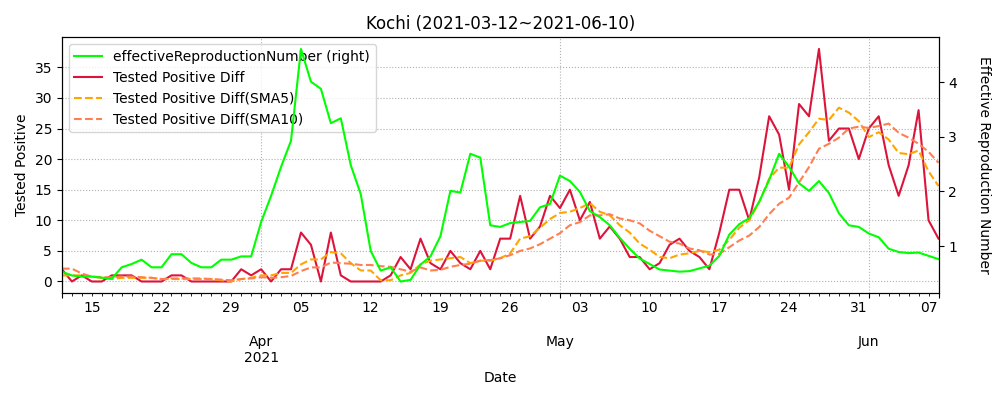 Kochi (2021-03-12~2021-06-10)
effectiveReproductionNumber (right)
Tested Positive Diff
Tested Positive Diff(SMA5)
Tested Positive Diff(SMA10)
Tested Positive
35
30
25
20
15
10
5
0
4
3
2
1
Effective Reproduction Number
15 22 29 05 12 19 26 03 10 17 24 31 07
Apr May Jun
2021
Date